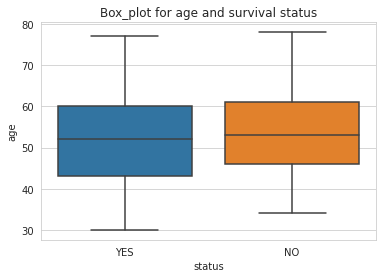 Box_plot for age and survival status
80
70
60
50
40
30
age
YES
NO
status